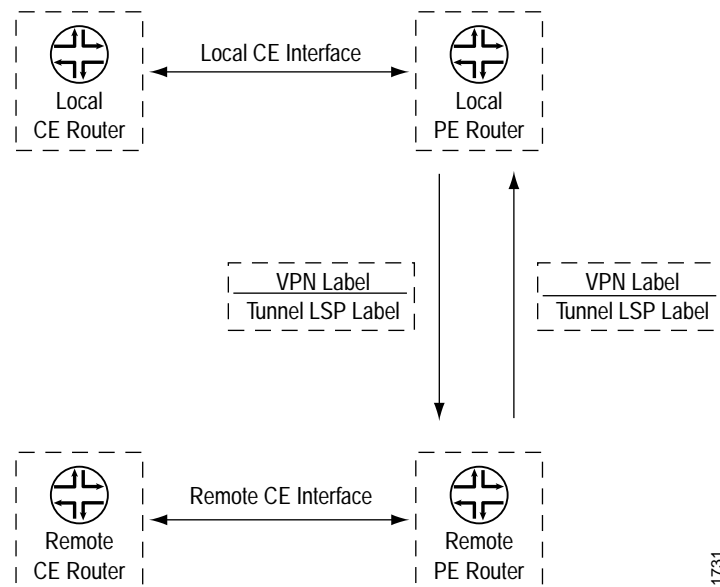 Local CE Interface
Local
CE Router
Local
PE Router
VPN Label
Tunnel LSP Label
VPN Label
Tunnel LSP Label
Remote CE Interface
Remote
CE Router
Remote
PE Router
1731